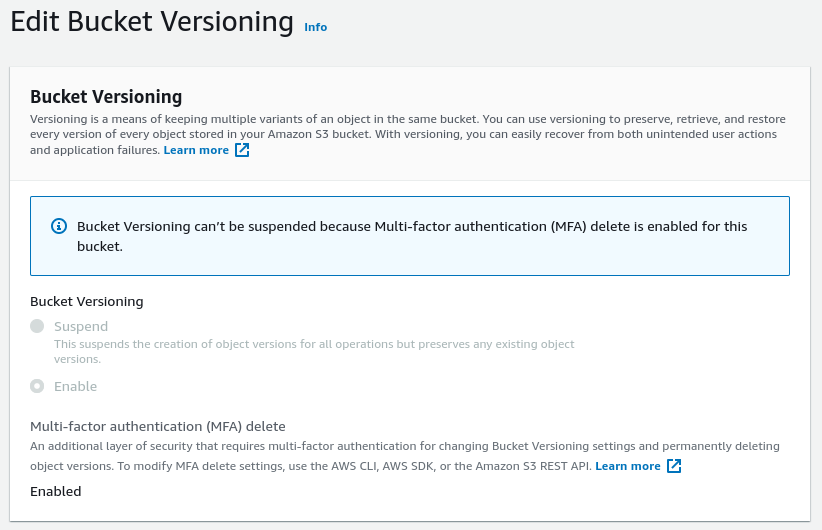 Edit Bucket Versioning Info
Bucket Versioning
Versioning is a means of keeping multiple variants of an object in the same bucket. You can use versioning to preserve, retrieve, and restore
every version of every object stored in your Amazon S3 bucket. With versioning, you can easily recover from both unintended user actions
and application failures. Learn more
Bucket Versioning can’t be suspended because Multi-factor authentication (MFA) delete is enabled for this
bucket.
Bucket Versioning
Suspend
This suspends the creation of object versions for all operations but preserves any existing object
versions.
Enable
Multi-factor authentication (MFA) delete
An additional layer of security that requires multi-factor authentication for changing Bucket Versioning settings and permanently deleting
object versions. To modify MFA delete settings, use the AWS CLI, AWS SDK, or the Amazon S3 REST API. Learn more
Enabled